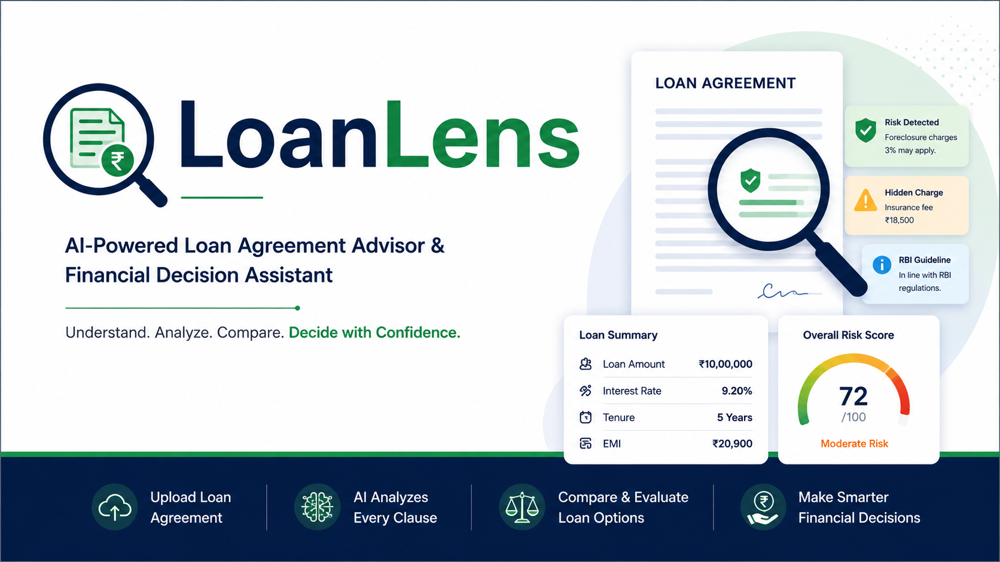 LoanLens
AI-Powered Loan Agreement Advisor &
Financial Decision Assistant
Understand. Analyze. Compare. Decide with Confidence.
LOAN AGREEMENT
Risk Detected
Foreclosure charges
3% may apply.
Hidden Charge
Insurance fee
₹18,500
RBI Guideline
In line with RBI
regulations.
Loan Summary
Loan Amount ₹10,00,000
Interest Rate 9.20%
Tenure 5 Years
EMI ₹20,900
Overall Risk Score
72
/100
Moderate Risk
Upload Loan
Agreement
AI Analyzes
Every Clause
Compare & Evaluate
Loan Options
Make Smarter
Financial Decisions